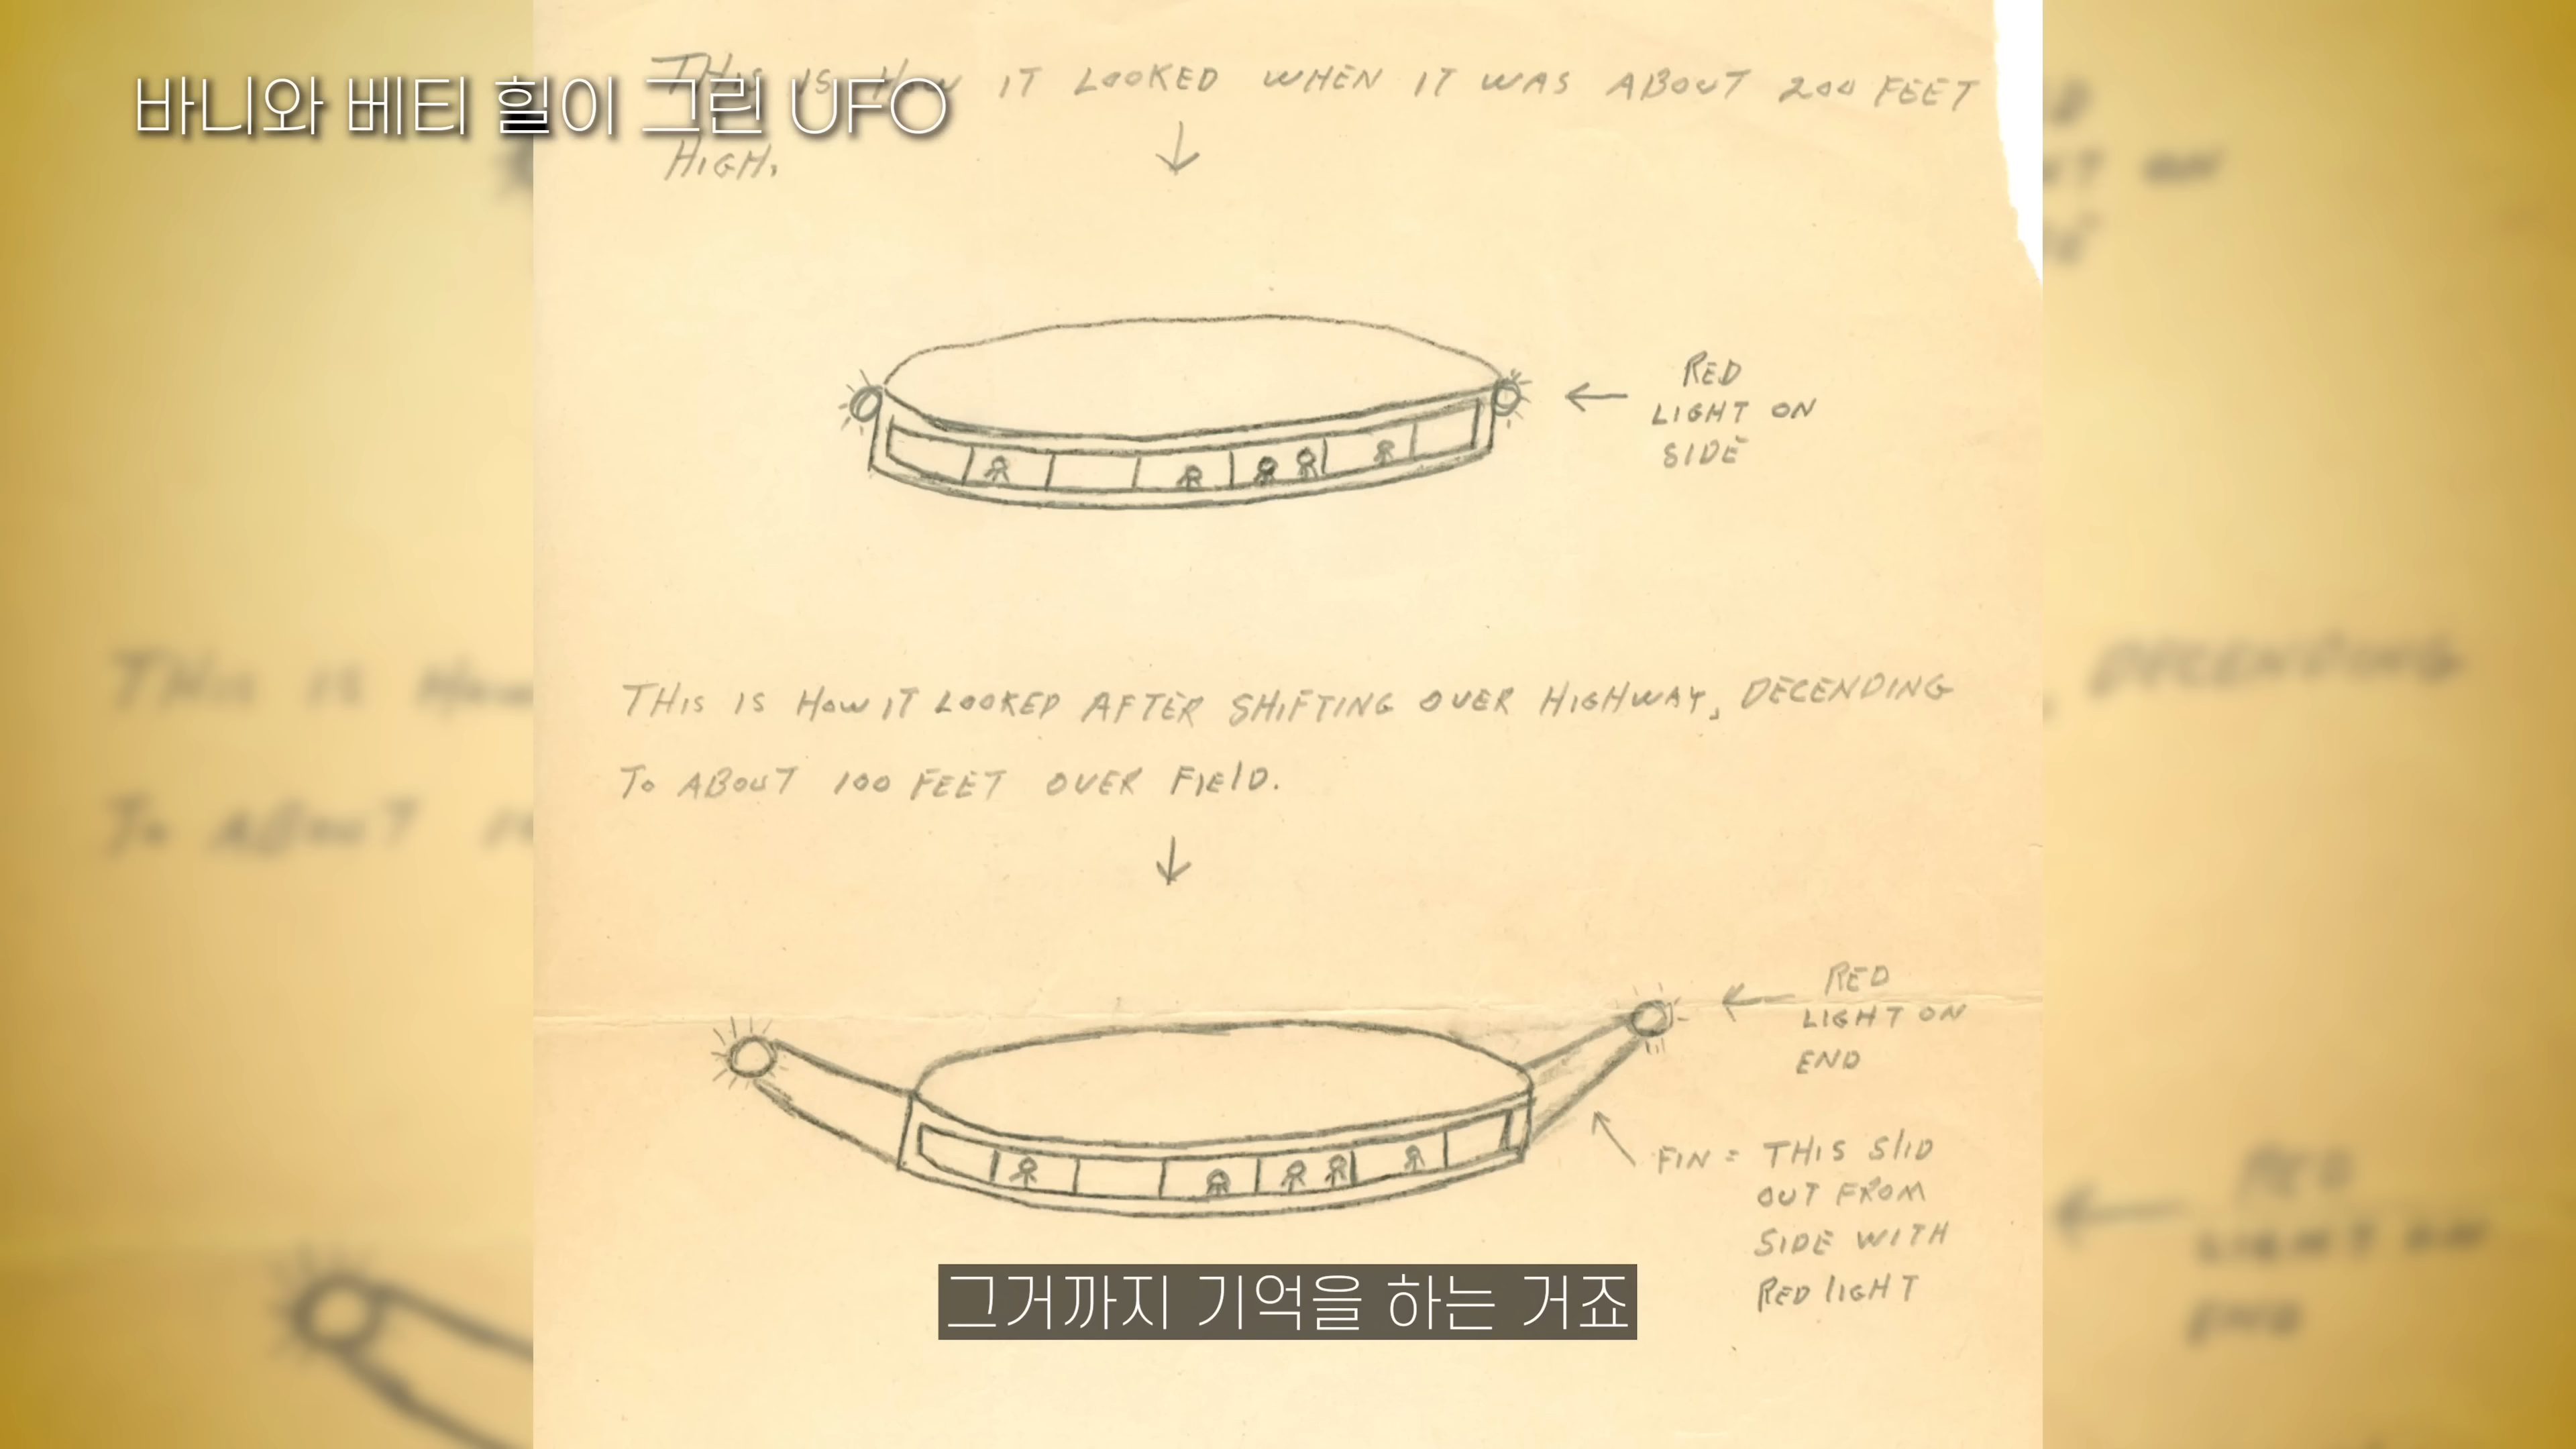 바니와 베티 힐이 그린 UFO
THIS IS HOW IT LOOKED WHEN IT WAS ABOUT 200 FEET
HIGH.
RED
LIGHT ON
SIDE
THIS IS HOW IT LOOKED AFTER SHIFTING OVER HIGHWAY, DECENDING
TO ABOUT 100 FEET OVER FIELD.
RED
LIGHT ON
END
FIN = THIS SLID
OUT FROM
SIDE WITH
RED LIGHT
그거까지 기억을 하는 거죠